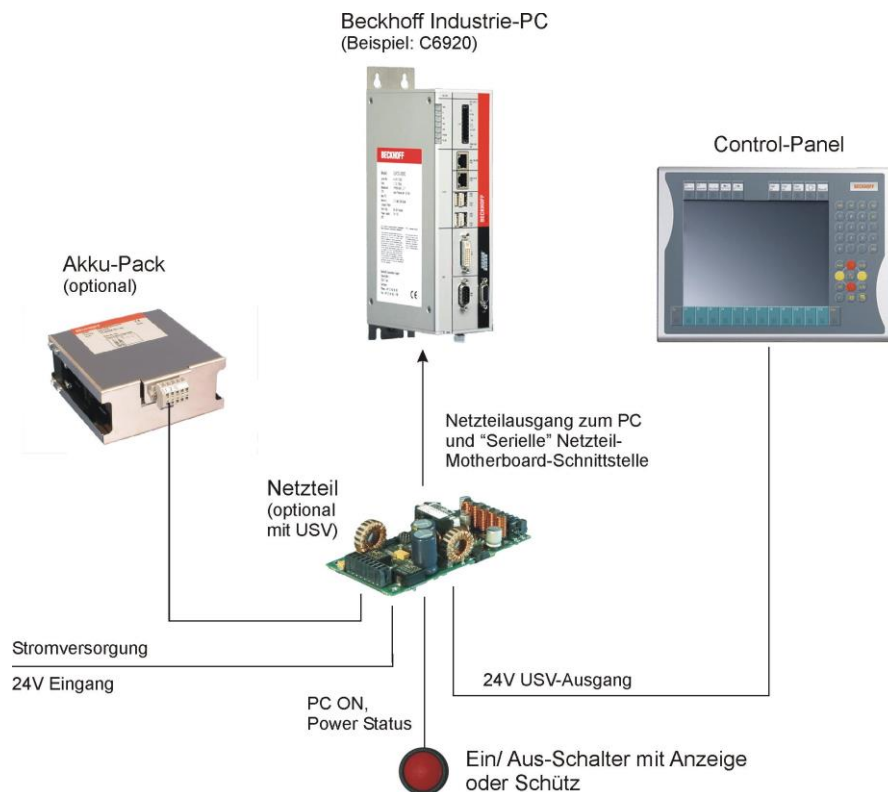 Beckhoff Industrie-PC
(Beispiel: C6920)
Control-Panel
Akku-Pack
(optional)
BECKHOFF
BECKHOFF
Netzteilausgang zum PC
und “Serielle” Netzteil-
Motherboard-Schnittstelle
Netzteil
(optional
mit USV)
Stromversorgung
24V Eingang
24V USV-Ausgang
PC ON,
Power Status
Ein/ Aus-Schalter mit Anzeige
oder Schütz